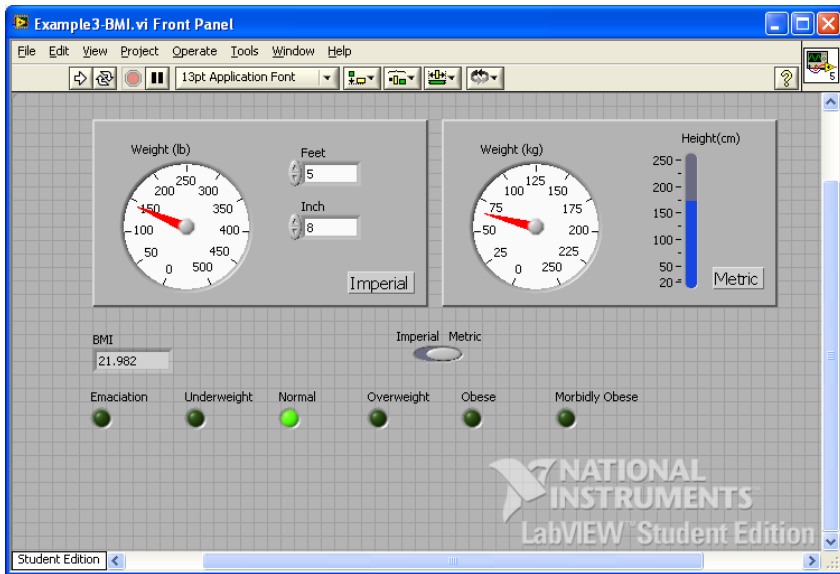 Example3-BMI.vi Front Panel
File Edit View Project Operate Tools Window Help
13pt Application Font
5
Weight (lb)
0 50 100 150 200 250 300 350 400 450 500
Feet
5
Inch
8
Imperial
Weight (kg)
0 25 50 75 100 125 150 175 200 225 250
Height(cm)
250
200
150
100
50
20
Metric
BMI
21.982
Imperial Metric
Emaciation Underweight Normal Overweight Obese Morbidly Obese
NATIONAL
INSTRUMENTS
LabVIEW™ Student Edition
Student Edition